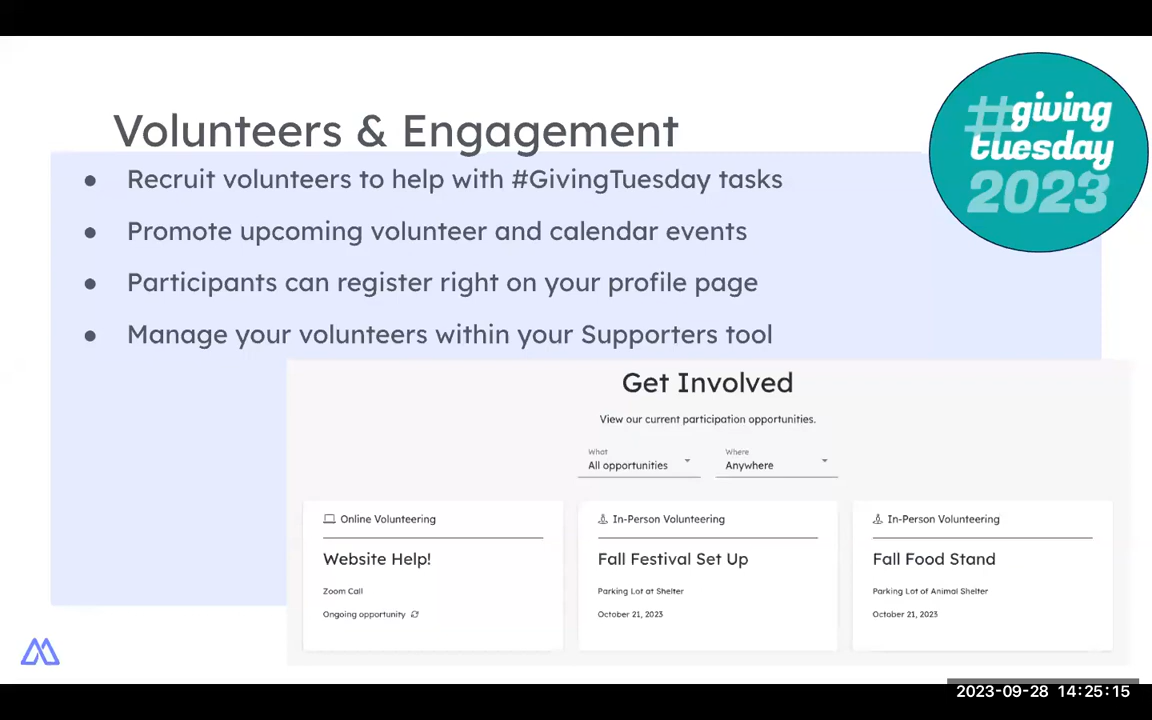 Volunteers & Engagement
#giving
tuesday
2023
● Recruit volunteers to help with #GivingTuesday tasks
● Promote upcoming volunteer and calendar events
● Participants can register right on your profile page
● Manage your volunteers within your Supporters tool
Get Involved
View our current participation opportunities.
What
All opportunities
Where
Anywhere
Online Volunteering
Website Help!
Zoom Call
Ongoing opportunity
In-Person Volunteering
Fall Festival Set Up
Parking Lot at Shelter
October 21, 2023
In-Person Volunteering
Fall Food Stand
Parking Lot of Animal Shelter
October 21, 2023
2023-09-28 14:25:15